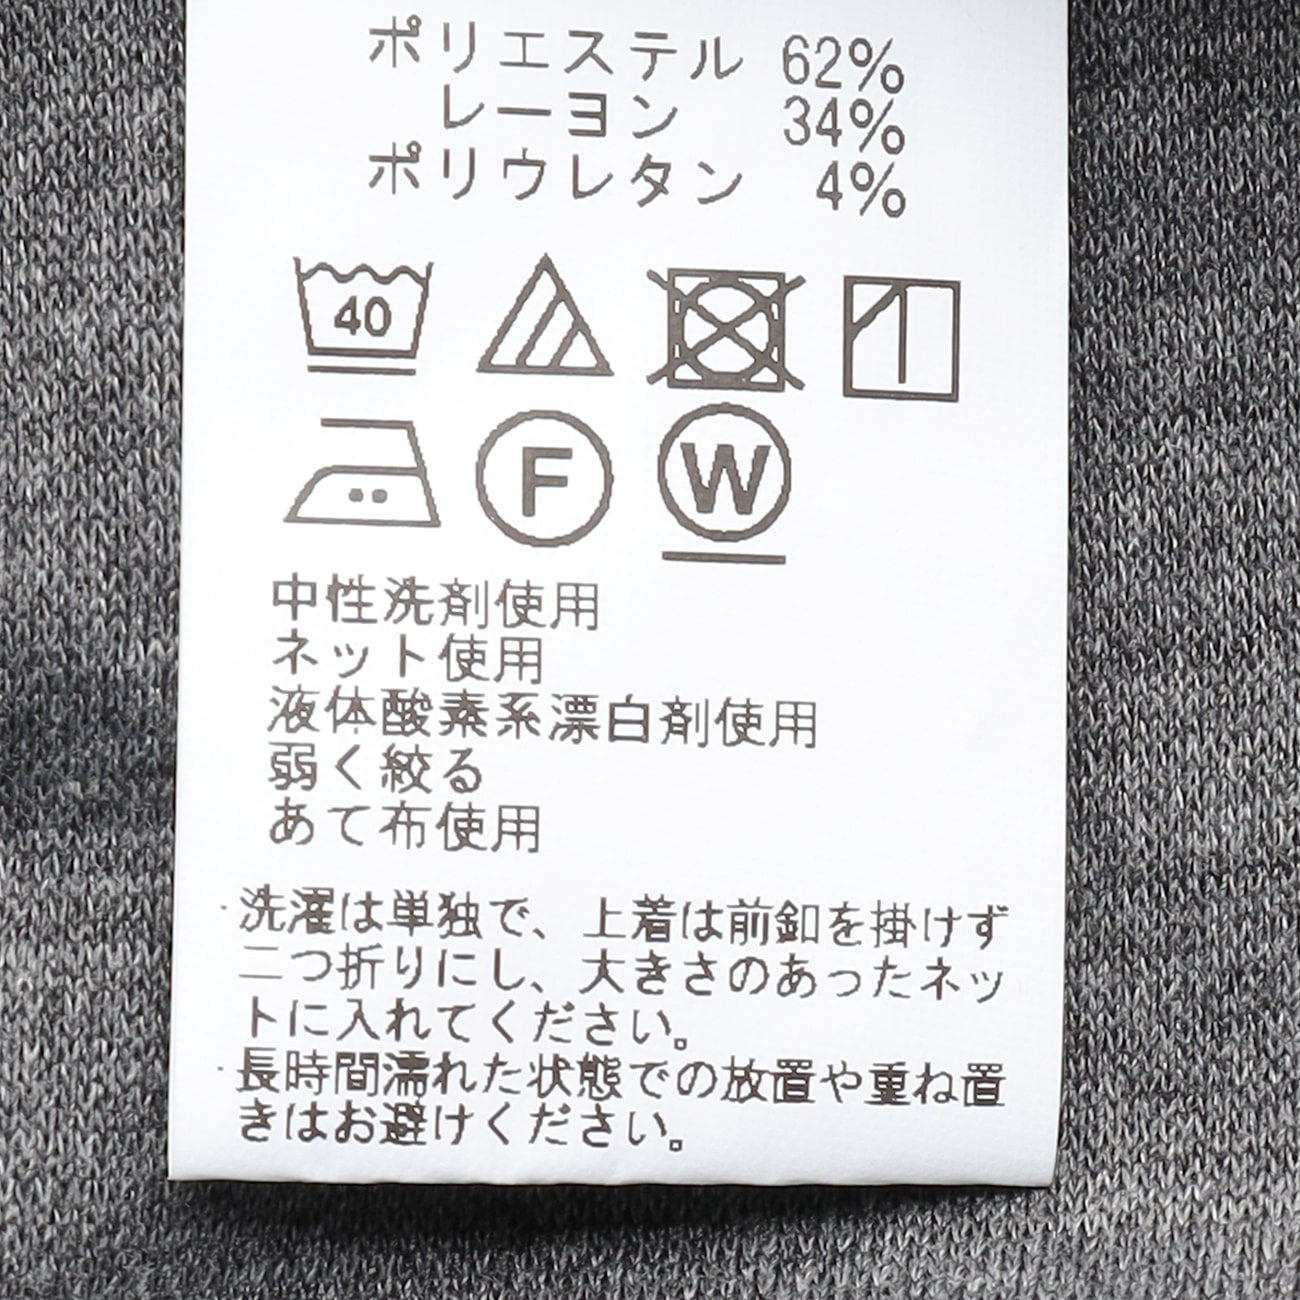 ポリエステル 62%
レーヨン 34%
ポリウレタン 4%
40
F W
中性洗剤使用
ネット使用
液体酸素系漂白剤使用
弱く絞る
あて布使用
・洗濯は単独で、上着は前釦を掛けず
二つ折りにし、大きさのあったネッ
トに入れてください。
・長時間濡れた状態での放置や重ね置
きはお避けください。